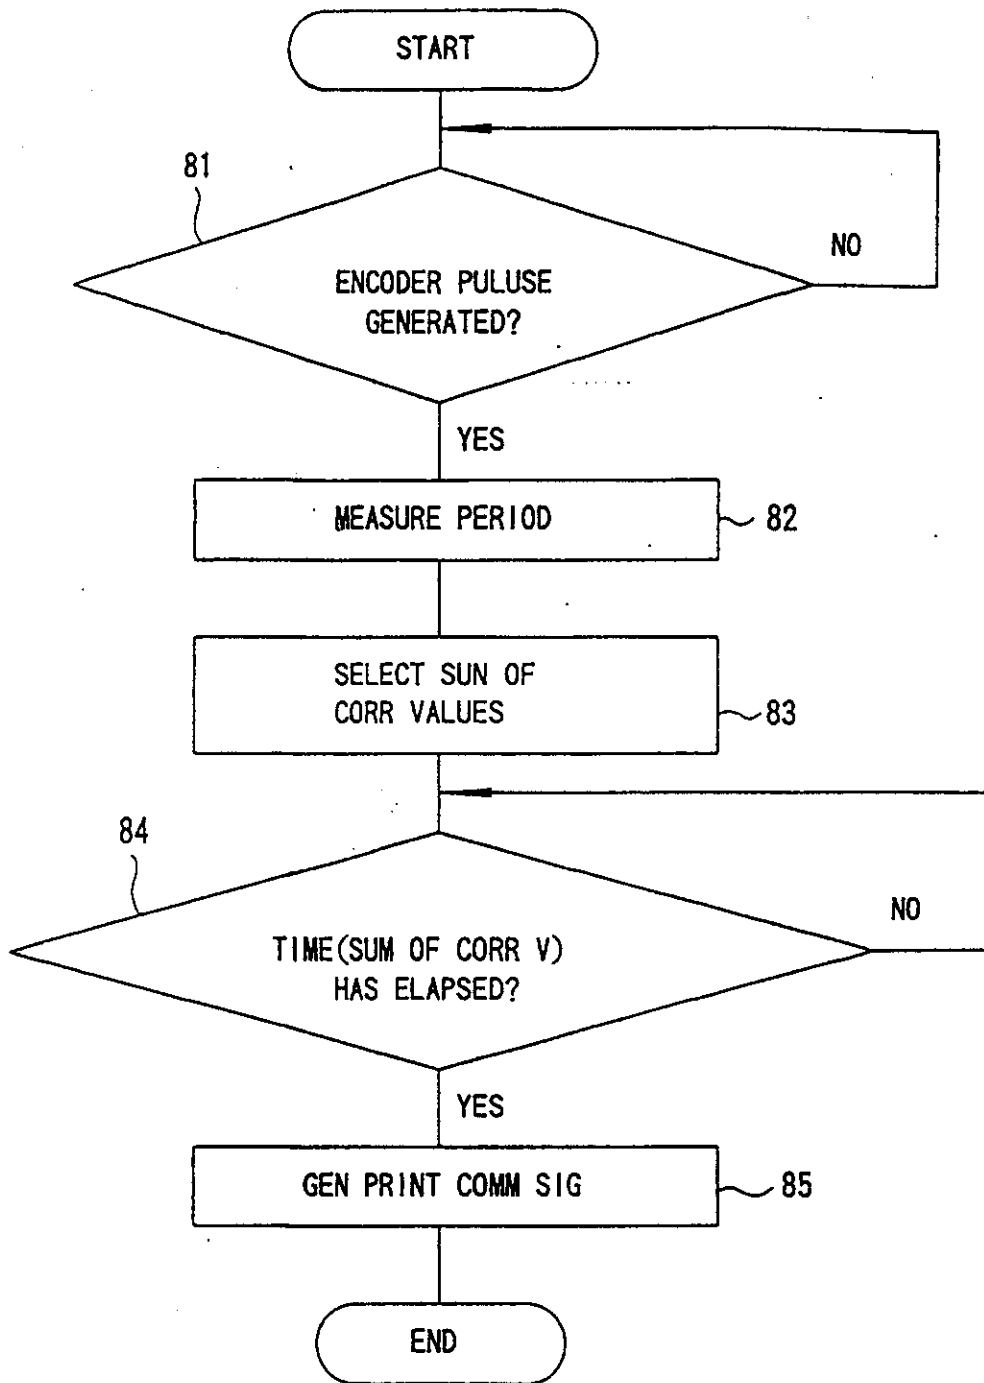 START
81
NO
ENCODER PULUSE
GENERATED?
YES
MEASURE PERIOD
82
SELECT SUN OF
CORR VALUES
83
84
NO
TIME(SUM OF CORR V)
HAS ELAPSED?
YES
GEN PRINT COMM SIG
85
END